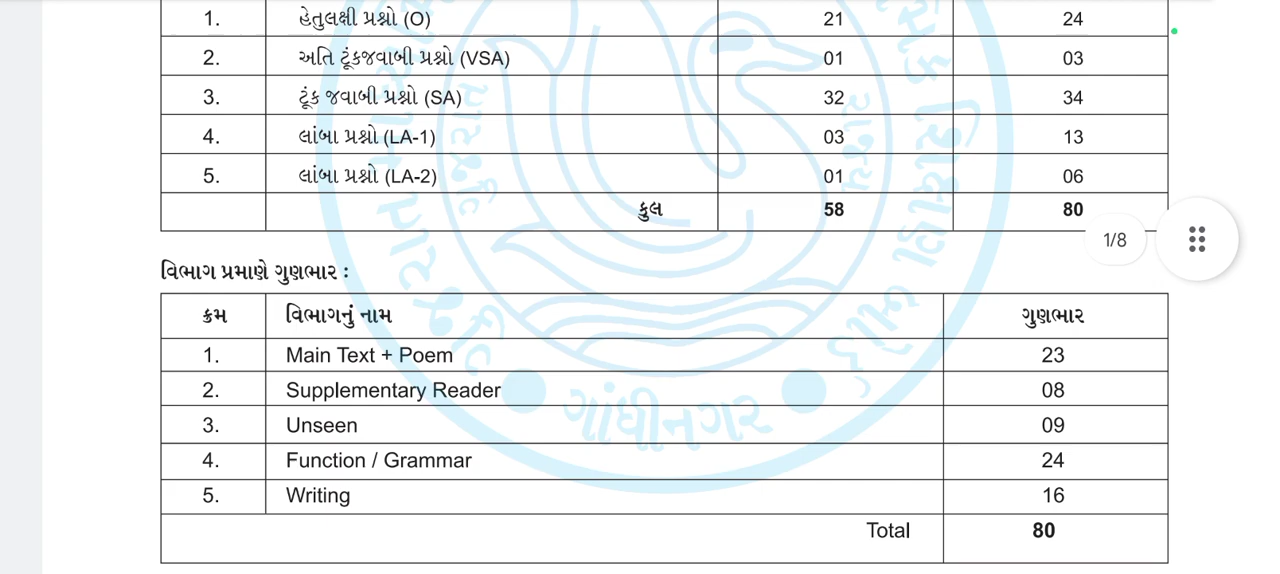 1. હેતુલક્ષી પ્રશ્નો (O) 21 24
2. અતિ ટૂંકજવાબી પ્રશ્નો (VSA) 01 03
3. ટૂંક જવાબી પ્રશ્નો (SA) 32 34
4. લાંબા પ્રશ્નો (LA-1) 03 13
5. લાંબા પ્રશ્નો (LA-2) 01 06
કુલ 58 80
1/8
વિભાગ પ્રમાણે ગુણભાર :
ક્રમ વિભાગનું નામ ગુણભાર
1. Main Text + Poem 23
2. Supplementary Reader 08
3. Unseen 09
4. Function / Grammar 24
5. Writing 16
Total 80
ગાંધીનગર